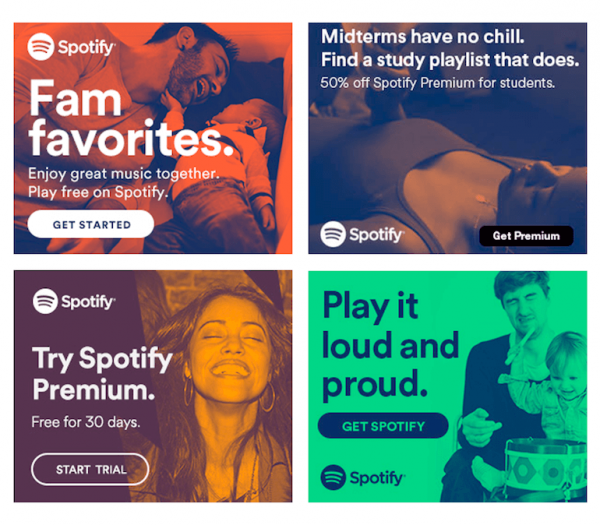 Spotify
Fam
favorites.
Enjoy great music together.
Play free on Spotify.
GET STARTED
Midterms have no chill.
Find a study playlist that does.
50% off Spotify Premium for students.
Spotify
Get Premium
Spotify
Try Spotify
Premium.
Free for 30 days.
START TRIAL
Play it
loud and
proud.
GET SPOTIFY
Spotify